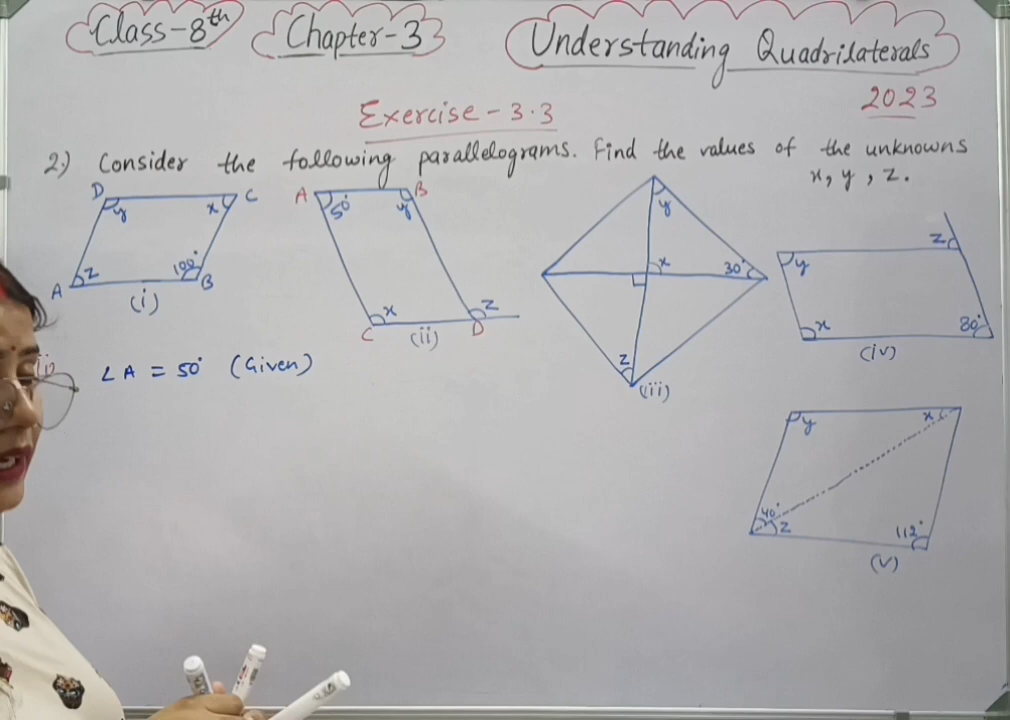 Class-8th Chapter-3 Understanding Quadrilaterals
2023
Exercise - 3.3
2.) Consider the following parallelograms. Find the values of the unknowns
x, y, z.
D C
y x
z 100°
A B
(i)
A B
50° y
x z
C D
(ii)
y
x 30°
z
(iii)
z
y
x 80°
(iv)
∠A = 50° (Given)
y x
40° z 112°
(v)